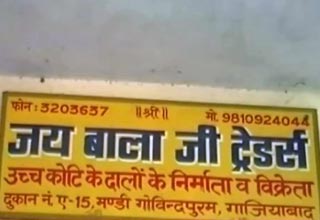 फोन : 3203637 ॥श्री॥ मो. 9810924044
जय बाला जी ट्रेडर्स
उच्च कोटि के दालों के निर्माता व विक्रेता
दुकान नं. ए-15, मण्डी गोविन्दपुरम, गाजियाबाद